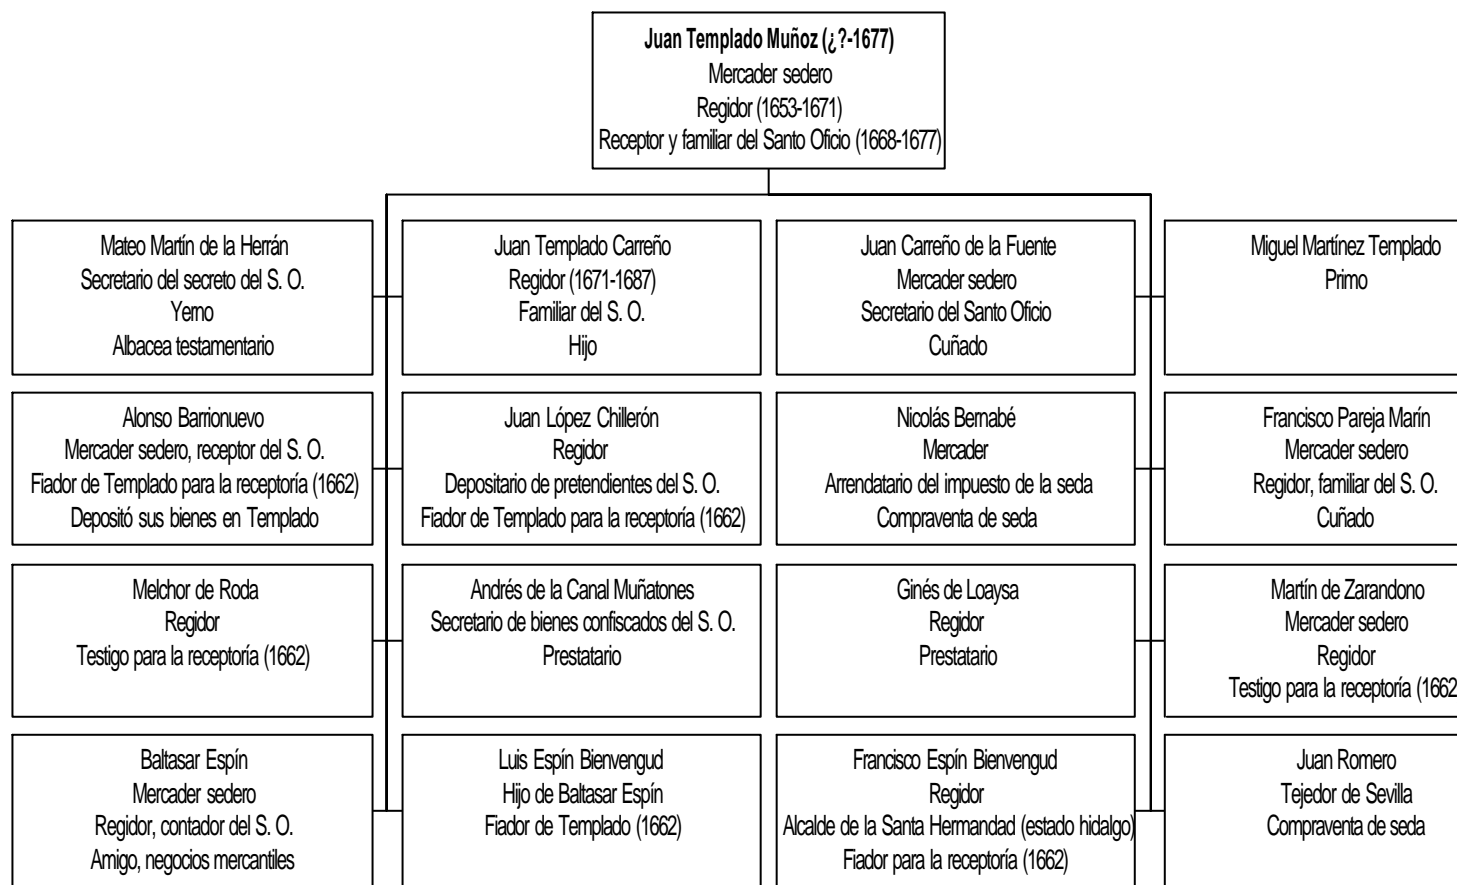 Juan Templado Muñoz (¿?-1677)
Mercader sedero
Regidor (1653-1671)
Receptor y familiar del Santo Oficio (1668-1677)
Mateo Martín de la Herrán
Secretario del secreto del S. O.
Yerno
Albacea testamentario
Juan Templado Carreño
Regidor (1671-1687)
Familiar del S. O.
Hijo
Juan Carreño de la Fuente
Mercader sedero
Secretario del Santo Oficio
Cuñado
Miguel Martínez Templado
Primo
Alonso Barrionuevo
Mercader sedero, receptor del S. O.
Fiador de Templado para la receptoría (1662)
Depositó sus bienes en Templado
Juan López Chillerón
Regidor
Depositario de pretendientes del S. O.
Fiador de Templado para la receptoría (1662)
Nicolás Bernabé
Mercader
Arrendatario del impuesto de la seda
Compraventa de seda
Francisco Pareja Marín
Mercader sedero
Regidor, familiar del S. O.
Cuñado
Melchor de Roda
Regidor
Testigo para la receptoría (1662)
Andrés de la Canal Muñatones
Secretario de bienes confiscados del S. O.
Prestatario
Ginés de Loaysa
Regidor
Prestatario
Martín de Zarandono
Mercader sedero
Regidor
Testigo para la receptoría (1662
Baltasar Espín
Mercader sedero
Regidor, contador del S. O.
Amigo, negocios mercantiles
Luis Espín Bienvengud
Hijo de Baltasar Espín
Fiador de Templado (1662)
Francisco Espín Bienvengud
Regidor
Alcalde de la Santa Hermandad (estado hidalgo)
Fiador para la receptoría (1662)
Juan Romero
Tejedor de Sevilla
Compraventa de seda